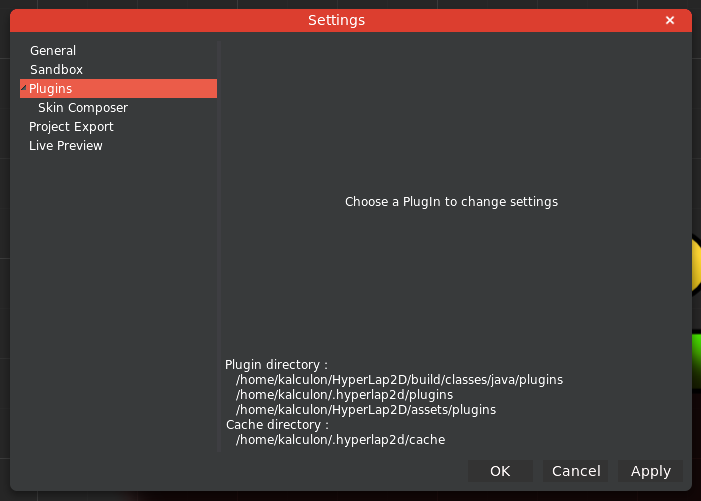 Settings
General
Sandbox
Plugins
Skin Composer
Project Export
Live Preview
Choose a PlugIn to change settings
Plugin directory :
/home/kalculon/HyperLap2D/build/classes/java/plugins
/home/kalculon/.hyperlap2d/plugins
/home/kalculon/HyperLap2D/assets/plugins
Cache directory :
/home/kalculon/.hyperlap2d/cache
OK Cancel Apply